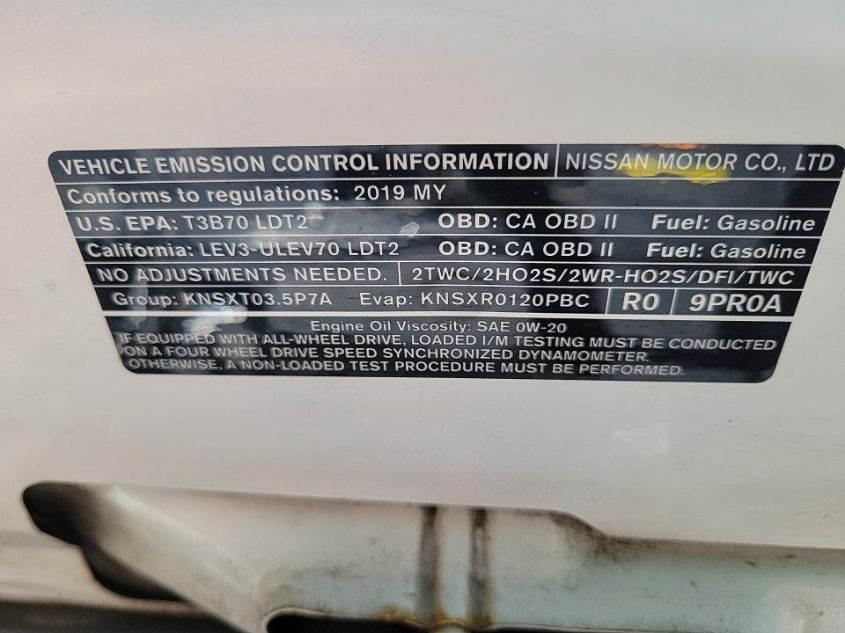 VEHICLE EMISSION CONTROL INFORMATION | NISSAN MOTOR CO., LTD
Conforms to regulations: 2019 MY
U.S. EPA: T3B70 LDT2 OBD: CA OBD II Fuel: Gasoline
California: LEV3-ULEV70 LDT2 OBD: CA OBD II Fuel: Gasoline
NO ADJUSTMENTS NEEDED. 2TWC/2HO2S/2WR-HO2S/DFI/TWC
Group: KNSXT03.5P7A Evap: KNSXR0120PBC R0 9PR0A
Engine Oil Viscosity: SAE 0W-20
IF EQUIPPED WITH ALL-WHEEL DRIVE, LOADED I/M TESTING MUST BE CONDUCTED
ON A FOUR WHEEL DRIVE SPEED SYNCHRONIZED DYNAMOMETER.
OTHERWISE, A NON-LOADED TEST PROCEDURE MUST BE PERFORMED.